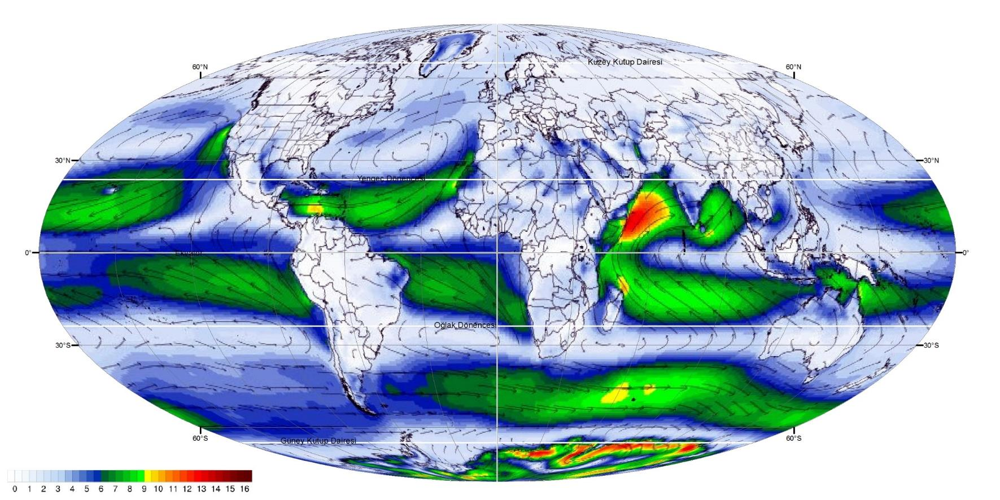 Kuzey Kutup Dairesi
60°N
60°N
30°N
30°N
Yengeç Dönencesi
0°
Ekvator
0°
Oğlak Dönencesi
30°S
30°S
60°S
Güney Kutup Dairesi
60°S
0 1 2 3 4 5 6 7 8 9 10 11 12 13 14 15 16